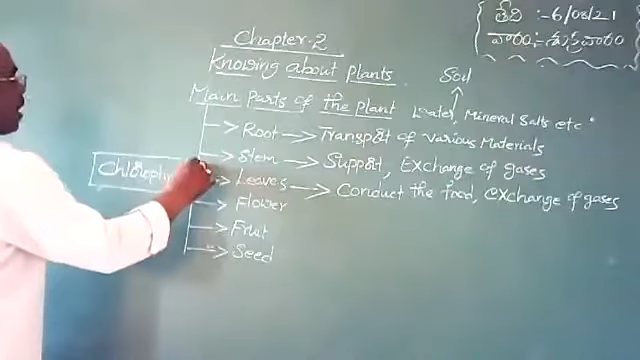 తేది :- 6/08/21
వారం:- శుక్రవారం
Chapter-2
Knowing about Plants
Soil
Main Parts of the Plant
Water, Mineral Salts etc.
Root → Transport of various Materials
Stem → Support, Exchange of gases
Chlorophy
Leaves → Conduct the food, exchange of gases
Flower
Fruit
Seed